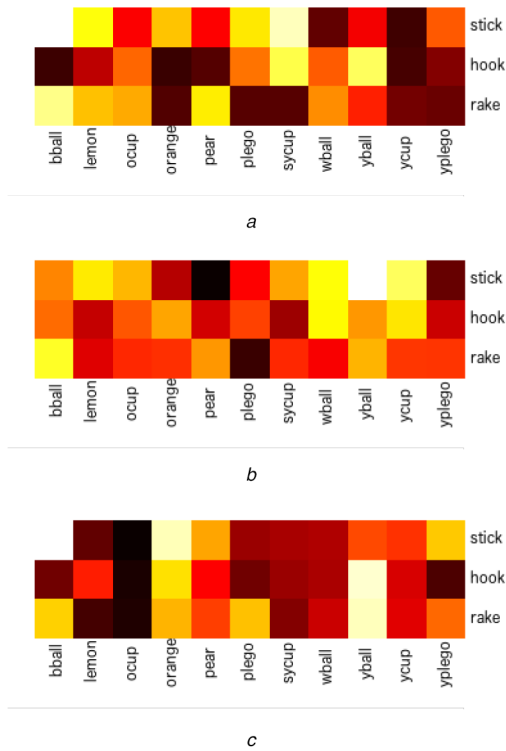 stick
hook
rake
bball lemon ocup orange pear plego sycup wball yball ycup yplego
a
stick
hook
rake
bball lemon ocup orange pear plego sycup wball yball ycup yplego
b
stick
hook
rake
bball lemon ocup orange pear plego sycup wball yball ycup yplego
c